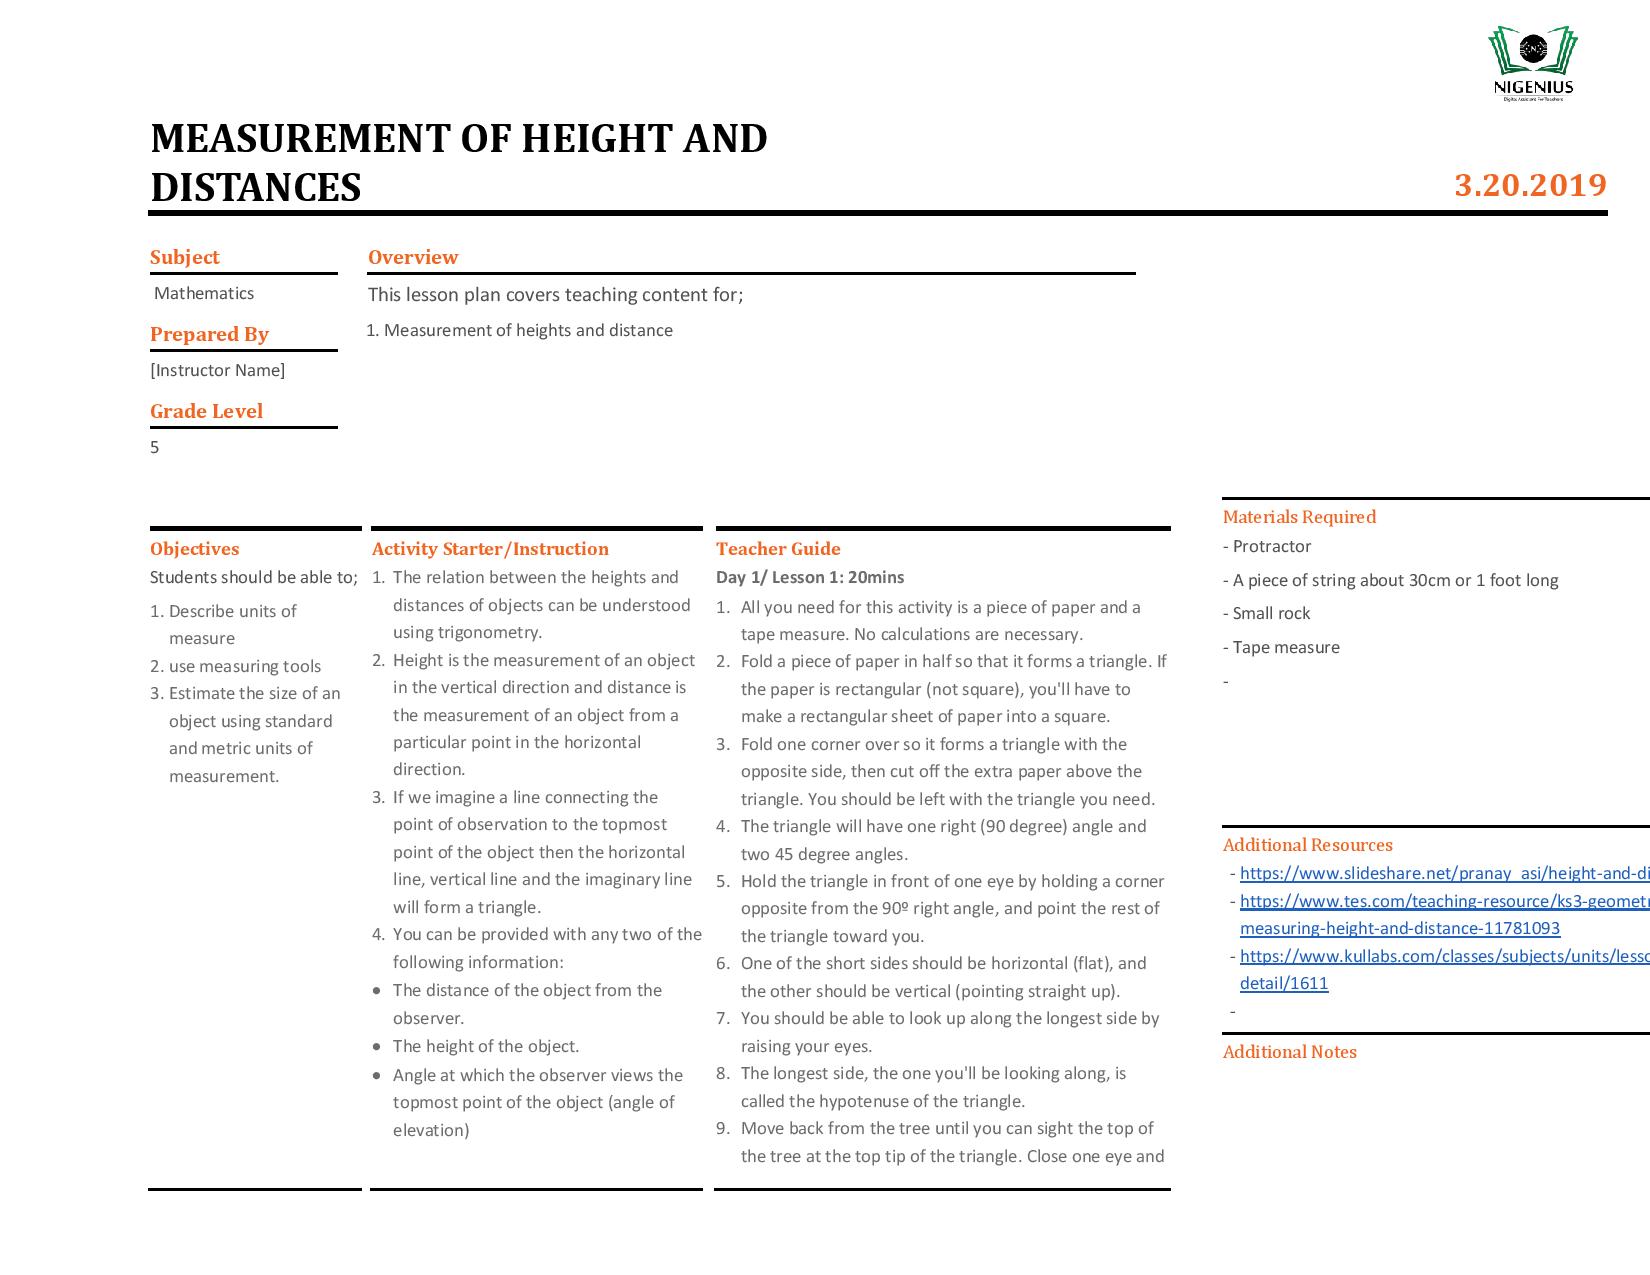 NIGENIUS
Digital Assistant For Teachers
MEASUREMENT OF HEIGHT AND
DISTANCES
3.20.2019
Subject
Mathematics
Prepared By
[Instructor Name]
Grade Level
5
Overview
This lesson plan covers teaching content for;
1. Measurement of heights and distance
Objectives
Students should be able to;
1. Describe units of
measure
2. use measuring tools
3. Estimate the size of an
object using standard
and metric units of
measurement.
Activity Starter/Instruction
1. The relation between the heights and
distances of objects can be understood
using trigonometry.
2. Height is the measurement of an object
in the vertical direction and distance is
the measurement of an object from a
particular point in the horizontal
direction.
3. If we imagine a line connecting the
point of observation to the topmost
point of the object then the horizontal
line, vertical line and the imaginary line
will form a triangle.
4. You can be provided with any two of the
following information:
• The distance of the object from the
observer.
• The height of the object.
• Angle at which the observer views the
topmost point of the object (angle of
elevation)
Teacher Guide
Day 1/ Lesson 1: 20mins
1. All you need for this activity is a piece of paper and a
tape measure. No calculations are necessary.
2. Fold a piece of paper in half so that it forms a triangle. If
the paper is rectangular (not square), you'll have to
make a rectangular sheet of paper into a square.
3. Fold one corner over so it forms a triangle with the
opposite side, then cut off the extra paper above the
triangle. You should be left with the triangle you need.
4. The triangle will have one right (90 degree) angle and
two 45 degree angles.
5. Hold the triangle in front of one eye by holding a corner
opposite from the 90º right angle, and point the rest of
the triangle toward you.
6. One of the short sides should be horizontal (flat), and
the other should be vertical (pointing straight up).
7. You should be able to look up along the longest side by
raising your eyes.
8. The longest side, the one you'll be looking along, is
called the hypotenuse of the triangle.
9. Move back from the tree until you can sight the top of
the tree at the top tip of the triangle. Close one eye and
Materials Required
- Protractor
- A piece of string about 30cm or 1 foot long
- Small rock
- Tape measure
-
Additional Resources
- https://www.slideshare.net/pranay_asi/height-and-di
- https://www.tes.com/teaching-resource/ks3-geometr
measuring-height-and-distance-11781093
- https://www.kullabs.com/classes/subjects/units/lesso
detail/1611
-
Additional Notes